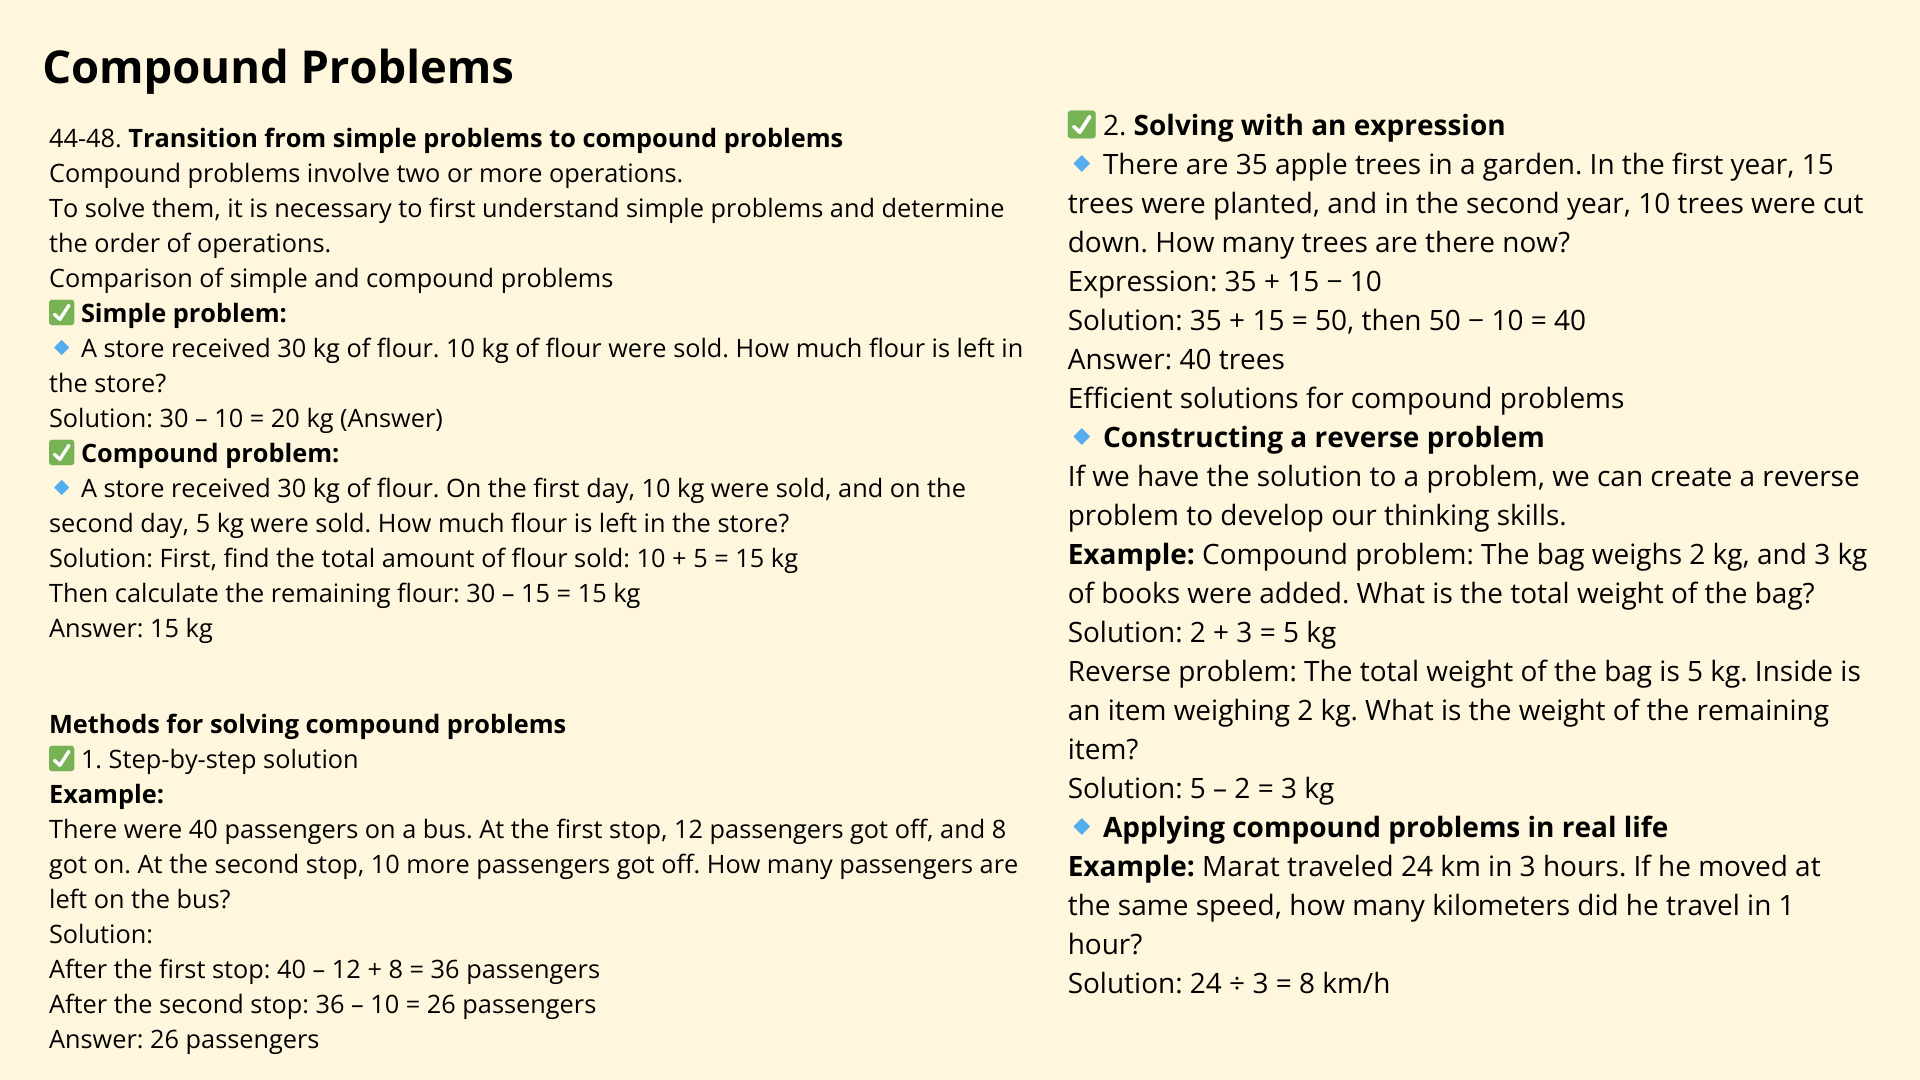 Compound Problems
44-48. Transition from simple problems to compound problems
Compound problems involve two or more operations.
To solve them, it is necessary to first understand simple problems and determine
the order of operations.
Comparison of simple and compound problems
✅ Simple problem:
🔹 A store received 30 kg of flour. 10 kg of flour were sold. How much flour is left in
the store?
Solution: 30 – 10 = 20 kg (Answer)
✅ Compound problem:
🔹 A store received 30 kg of flour. On the first day, 10 kg were sold, and on the
second day, 5 kg were sold. How much flour is left in the store?
Solution: First, find the total amount of flour sold: 10 + 5 = 15 kg
Then calculate the remaining flour: 30 – 15 = 15 kg
Answer: 15 kg
Methods for solving compound problems
✅ 1. Step-by-step solution
Example:
There were 40 passengers on a bus. At the first stop, 12 passengers got off, and 8
got on. At the second stop, 10 more passengers got off. How many passengers are
left on the bus?
Solution:
After the first stop: 40 – 12 + 8 = 36 passengers
After the second stop: 36 – 10 = 26 passengers
Answer: 26 passengers
✅ 2. Solving with an expression
🔹 There are 35 apple trees in a garden. In the first year, 15
trees were planted, and in the second year, 10 trees were cut
down. How many trees are there now?
Expression: 35 + 15 − 10
Solution: 35 + 15 = 50, then 50 − 10 = 40
Answer: 40 trees
Efficient solutions for compound problems
🔹 Constructing a reverse problem
If we have the solution to a problem, we can create a reverse
problem to develop our thinking skills.
Example: Compound problem: The bag weighs 2 kg, and 3 kg
of books were added. What is the total weight of the bag?
Solution: 2 + 3 = 5 kg
Reverse problem: The total weight of the bag is 5 kg. Inside is
an item weighing 2 kg. What is the weight of the remaining
item?
Solution: 5 – 2 = 3 kg
🔹 Applying compound problems in real life
Example: Marat traveled 24 km in 3 hours. If he moved at
the same speed, how many kilometers did he travel in 1
hour?
Solution: 24 ÷ 3 = 8 km/h